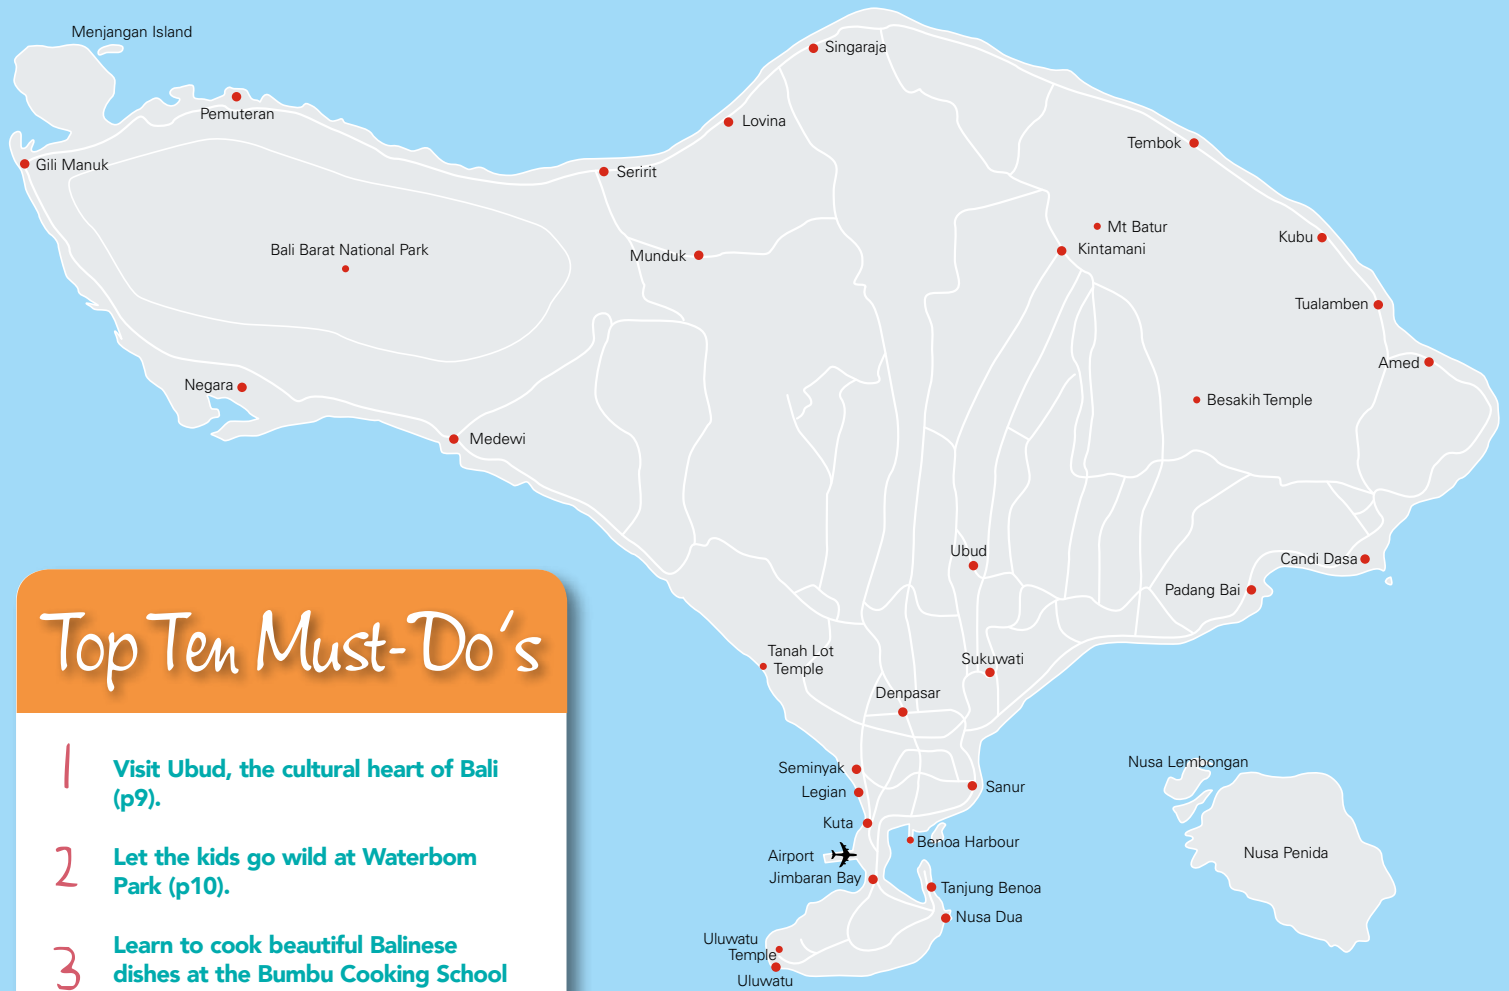 Menjangan Island
Singaraja
Pemuteran
Lovina
Tembok
Gili Manuk
Seririt
Mt Batur
Kubu
Bali Barat National Park
Munduk
Kintamani
Tualamben
Amed
Negara
Besakih Temple
Medewi
Ubud
Candi Dasa
Padang Bai
Tanah Lot
Temple
Sukuwati
Denpasar
Seminyak
Nusa Lembongan
Legian
Sanur
Kuta
Benoa Harbour
Airport
Nusa Penida
Jimbaran Bay
Tanjung Benoa
Nusa Dua
Uluwatu
Temple
Uluwatu
Top Ten Must-Do's
1 Visit Ubud, the cultural heart of Bali
(p9).
2 Let the kids go wild at Waterbom
Park (p10).
3 Learn to cook beautiful Balinese
dishes at the Bumbu Cooking School